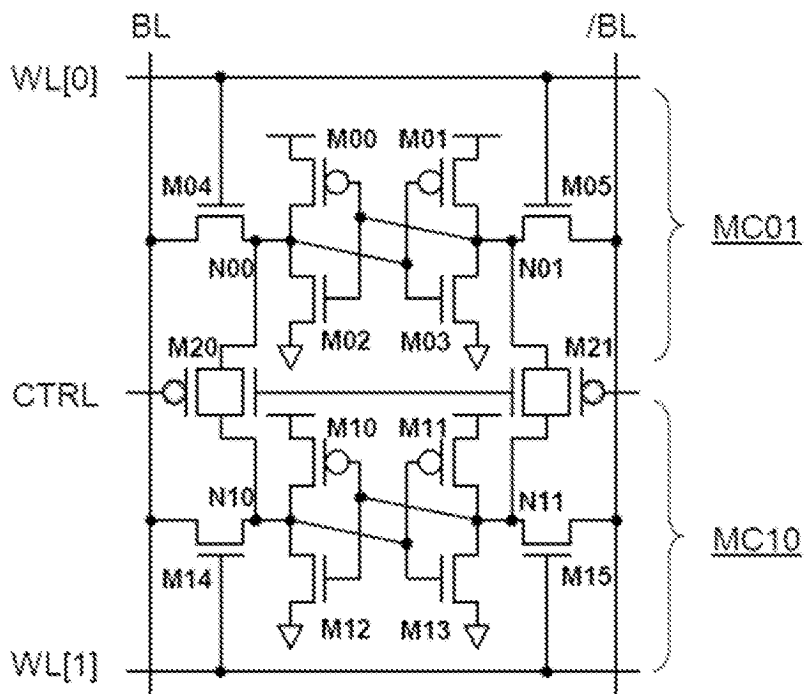 BL /BL
WL[0]
M00 M01
M04 M05
MC01
N00 N01
M02 M03
M20 M21
CTRL
M10 M11
N10 N11
MC10
M14 M15
M12 M13
WL[1]